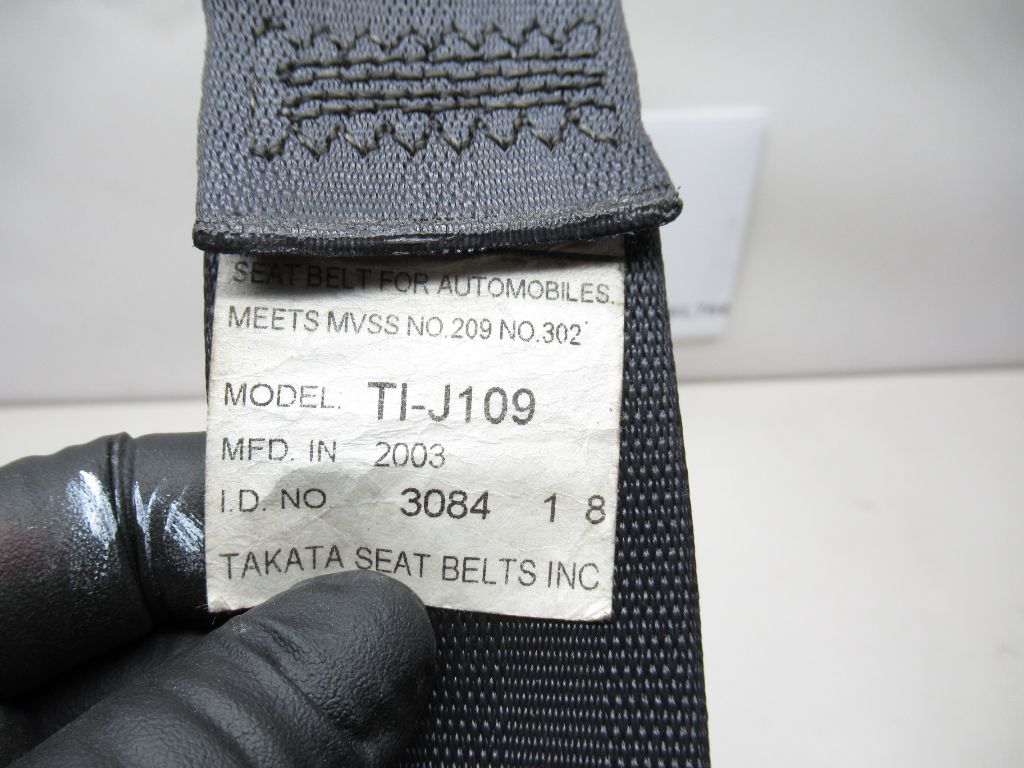 SEAT BELT FOR AUTOMOBILES.
MEETS MVSS NO.209 NO.302
MODEL: TI-J109
MFD. IN 2003
I.D. NO. 3084 1 8
TAKATA SEAT BELTS INC.